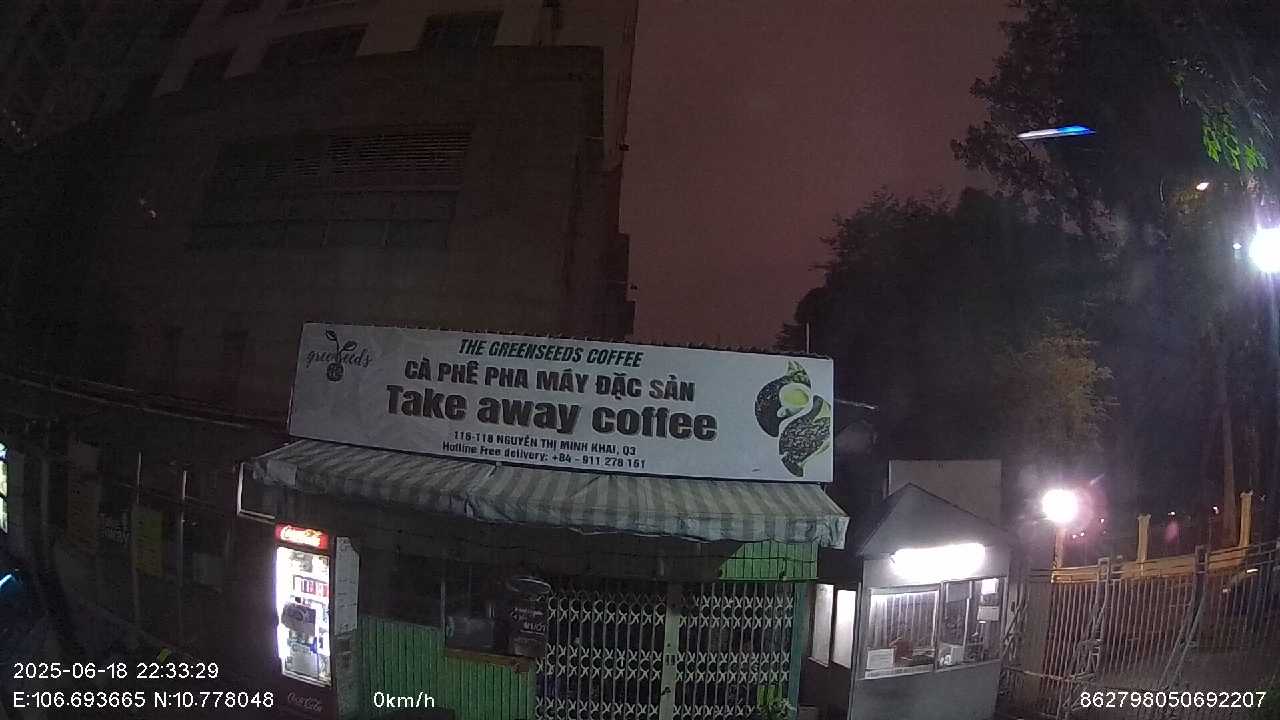 greenseeds
THE GREENSEEDS COFFEE
CÀ PHÊ PHA MÁY ĐẶC SẢN
Take away coffee
116-118 NGUYỄN THỊ MINH KHAI, Q3
Hotline Free delivery: +84 - 911 278 161
Coca-Cola
Coca-Cola
2025-06-18 22:33:29
E:106.693665 N:10.778048
0km/h
862798050692207